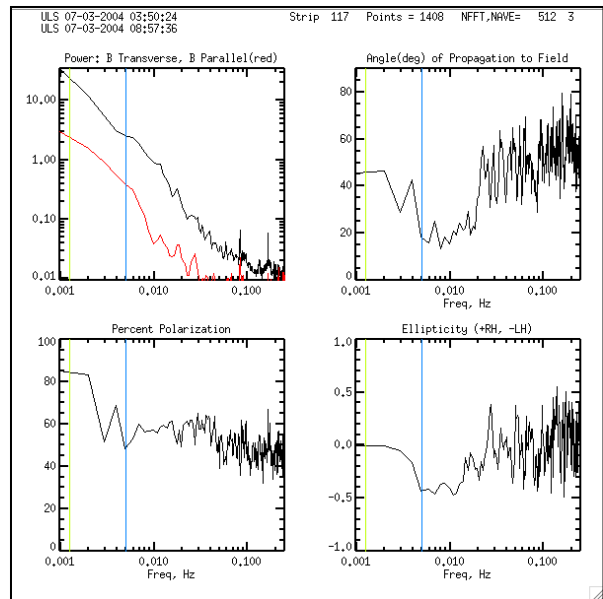 ULS 07-03-2004 03:50:24 Strip 117 Points = 1408 NFFT,NAVE= 512 3
ULS 07-03-2004 08:57:36
Power: B Transverse, B Parallel(red)
10.00
1.00
0.10
0.01
0.001 0.010 0.100
Angle(deg) of Propagation to Field
80
60
40
20
0
0.001 0.010 0.100
Freq, Hz
Percent Polarization
100
80
60
40
20
0
0.001 0.010 0.100
Freq, Hz
Ellipticity (+RH, -LH)
1.0
0.5
0.0
-0.5
-1.0
0.001 0.010 0.100
Freq, Hz